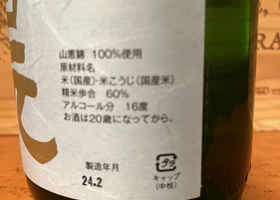 山恵錦 100%使用
原材料名
米(国産)・米こうじ(国産米)
精米歩合 60%
アルコール分 16度
お酒は20歳になってから。
製造年月
24.2
プラ
キャップ
(中栓)